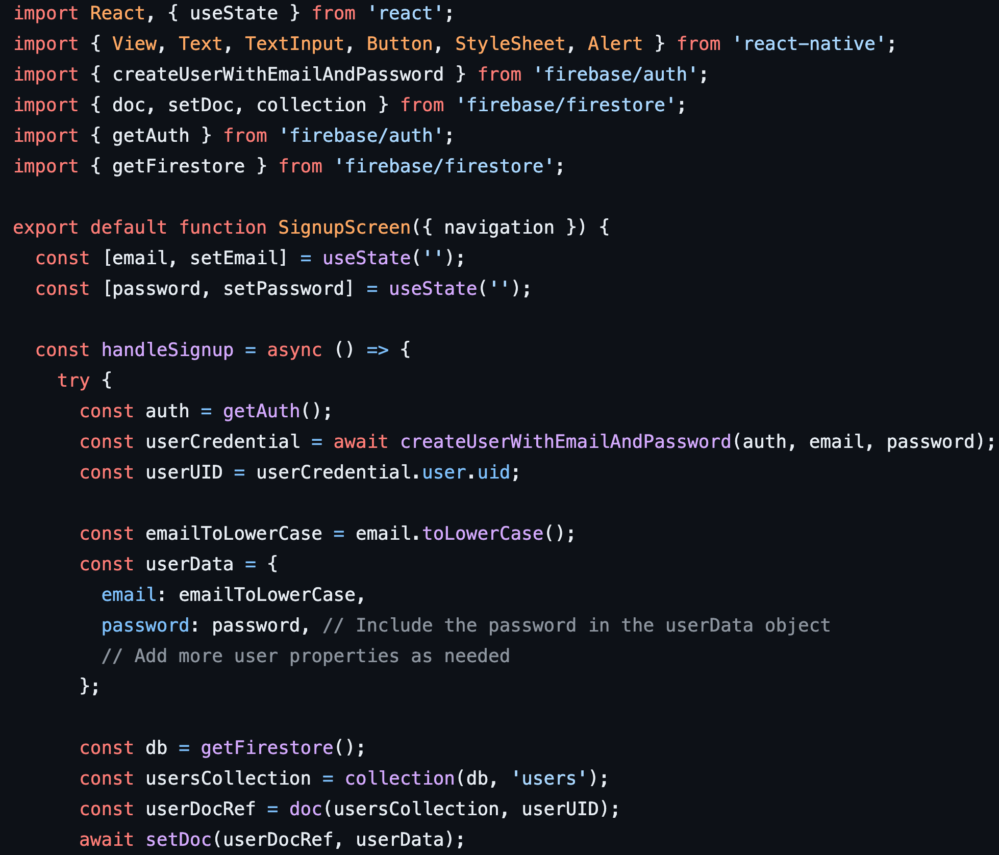 import React, { useState } from 'react';
import { View, Text, TextInput, Button, StyleSheet, Alert } from 'react-native';
import { createUserWithEmailAndPassword } from 'firebase/auth';
import { doc, setDoc, collection } from 'firebase/firestore';
import { getAuth } from 'firebase/auth';
import { getFirestore } from 'firebase/firestore';

export default function SignupScreen({ navigation }) {
  const [email, setEmail] = useState('');
  const [password, setPassword] = useState('');

  const handleSignup = async () => {
    try {
      const auth = getAuth();
      const userCredential = await createUserWithEmailAndPassword(auth, email, password);
      const userUID = userCredential.user.uid;

      const emailToLowerCase = email.toLowerCase();
      const userData = {
        email: emailToLowerCase,
        password: password, // Include the password in the userData object
        // Add more user properties as needed
      };

      const db = getFirestore();
      const usersCollection = collection(db, 'users');
      const userDocRef = doc(usersCollection, userUID);
      await setDoc(userDocRef, userData);